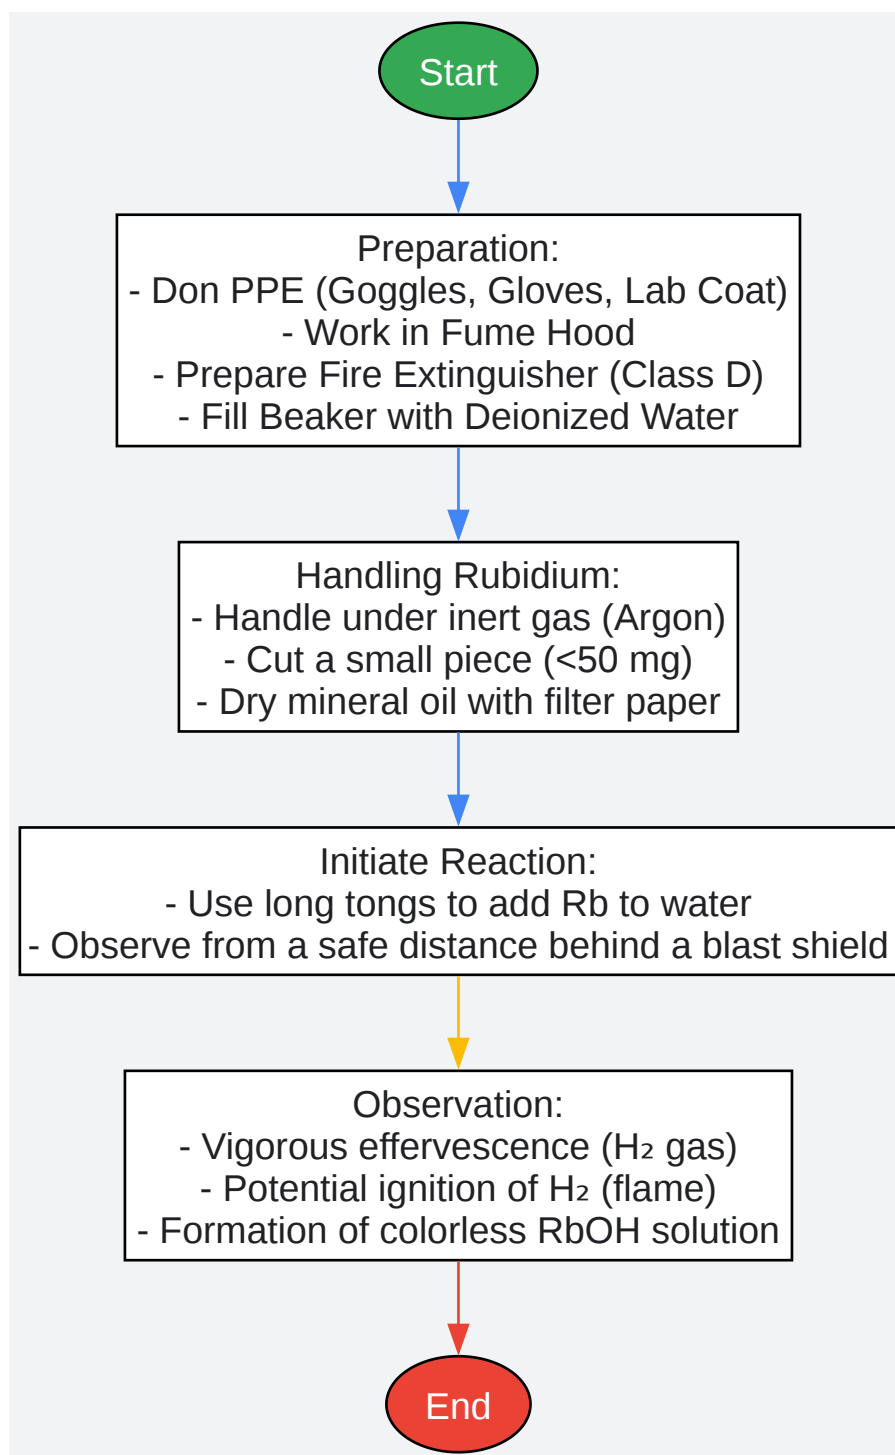 Start
Preparation:
- Don PPE (Goggles, Gloves, Lab Coat)
- Work in Fume Hood
- Prepare Fire Extinguisher (Class D)
- Fill Beaker with Deionized Water
Handling Rubidium:
- Handle under inert gas (Argon)
- Cut a small piece (<50 mg)
- Dry mineral oil with filter paper
Initiate Reaction:
- Use long tongs to add Rb to water
- Observe from a safe distance behind a blast shield
Observation:
- Vigorous effervescence (H₂ gas)
- Potential ignition of H₂ (flame)
- Formation of colorless RbOH solution
End